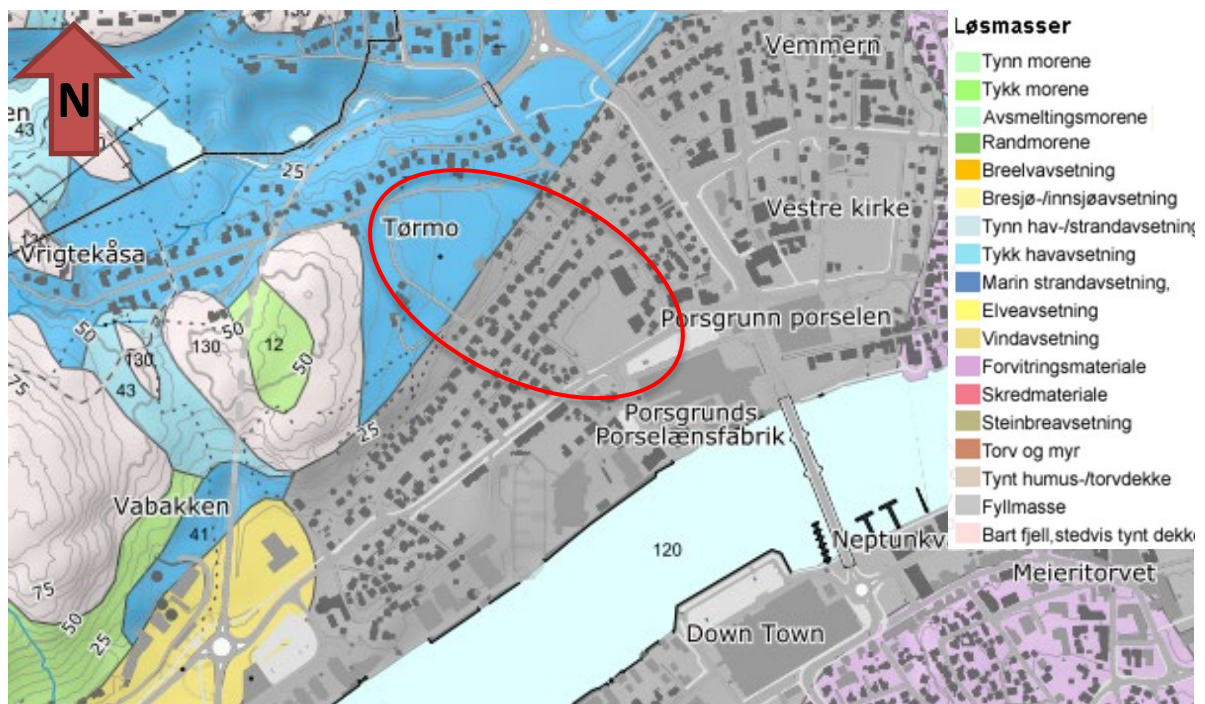 N
en
43
130
Vemmern
25
Tørmo
Vestre kirke
Vrigtekåsa
50
130
130
50
12
50
43
75
Porsgrunn porselen
25
Porsgrunds
Porselænsfabrik
Vabakken
41
120
Neptunkv
Meieritorvet
75
50
25
Down Town
Løsmasser
Tynn morene
Tykk morene
Avsmeltingsmorene
Randmorene
Breelvavsetning
Bresjø-/innsjøavsetning
Tynn hav-/strandavsetning
Tykk havavsetning
Marin strandavsetning,
Elveavsetning
Vindavsetning
Forvitringsmateriale
Skredmateriale
Steinbreavsetning
Torv og myr
Tynt humus-/torvdekke
Fyllmasse
Bart fjell,stedvis tynt dekke